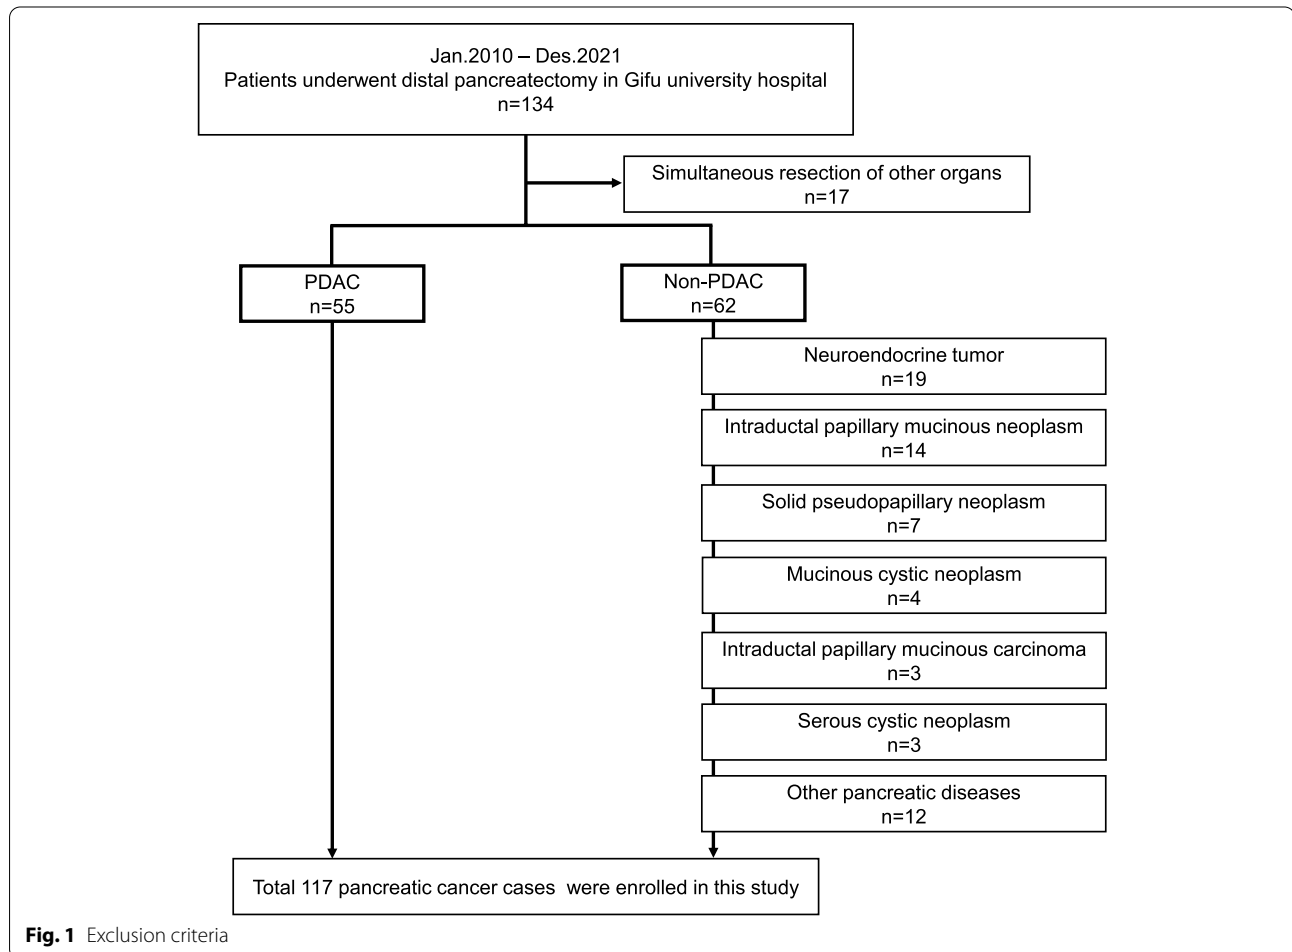 Jan.2010 – Des.2021
Patients underwent distal pancreatectomy in Gifu university hospital
n=134
Simultaneous resection of other organs
n=17
PDAC
n=55
Non-PDAC
n=62
Neuroendocrine tumor
n=19
Intraductal papillary mucinous neoplasm
n=14
Solid pseudopapillary neoplasm
n=7
Mucinous cystic neoplasm
n=4
Intraductal papillary mucinous carcinoma
n=3
Serous cystic neoplasm
n=3
Other pancreatic diseases
n=12
Total 117 pancreatic cancer cases were enrolled in this study
Fig. 1 Exclusion criteria